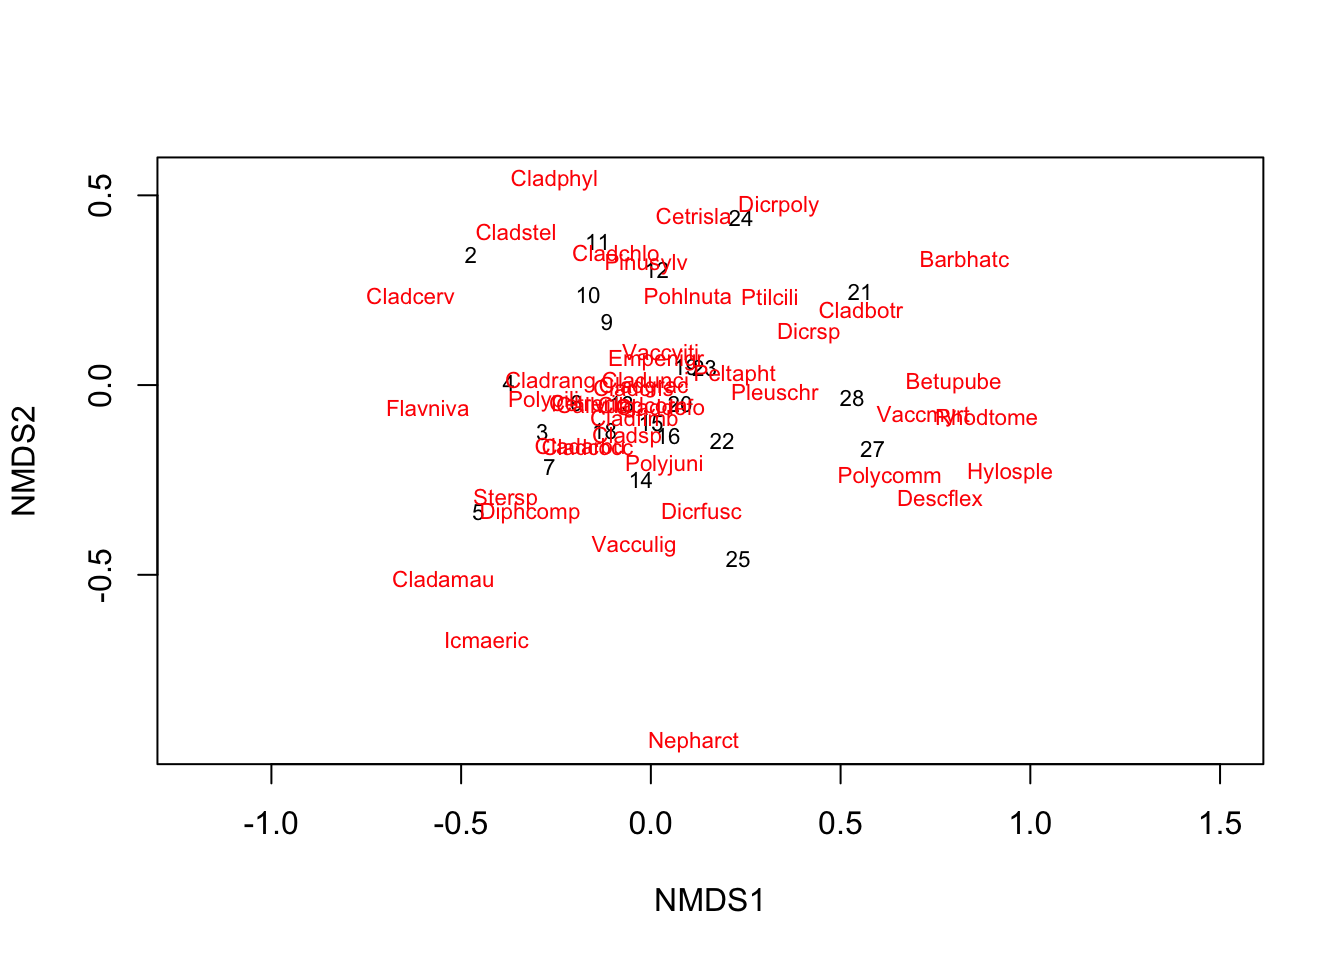 Cladphyl
Dicrpoly
Cetrisla 24
Cladstel
11
2 Cladchlo
Pinusylv
12
Barbhatc
Cladcerv 10 Pohlnuta Ptilcili 21
Cladbotr
9
Dicrsp
Vaccviti
Empenigr
19 23
Peltapht
4 Cladrang Cladunci
Betupube
Pleuschr
28
Flavniva
20
Vaccmyrt Rhodtome
3 18 15 16 22
Cladsp
Cladcocc
27
7 Polyjuni
14
Polycomm Hylosple
Stersp
Descflex
5 Diphcomp Dicrfusc
Vacculig
25
Cladamau
Icmaeric
Nepharct
0.5
0.0
-0.5
NMDS2
-1.0 -0.5 0.0 0.5 1.0 1.5
NMDS1